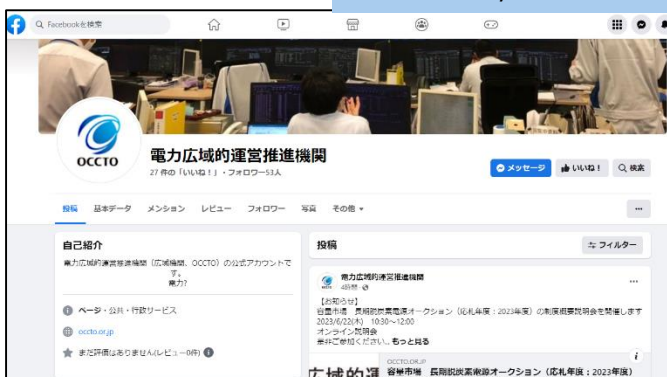 Facebookを検索
OCCTO
電力広域的運営推進機関
27 件の「いいね！」・フォロワー53人
メッセージ
いいね！
検索
投稿
基本データ
メンション
レビュー
フォロワー
写真
その他
自己紹介
電力広域的運営推進機関（広域機関、OCCTO）の公式アカウントで
す。
電力?
ページ・公共・行政サービス
occto.or.jp
まだ評価はありません(レビュー0件)
投稿
フィルター
電力広域的運営推進機関
4時間
【お知らせ】
容量市場　長期脱炭素電源オークション（応札年度：2023年度）の制度概要説明会を開催します
2023/6/22(木)　10:30～12:00
オンライン説明会
是非ご参加ください... もっと見る
OCCTO.OR.JP
広域的運
容量市場　長期脱炭素電源オークション（応札年度：2023年度）